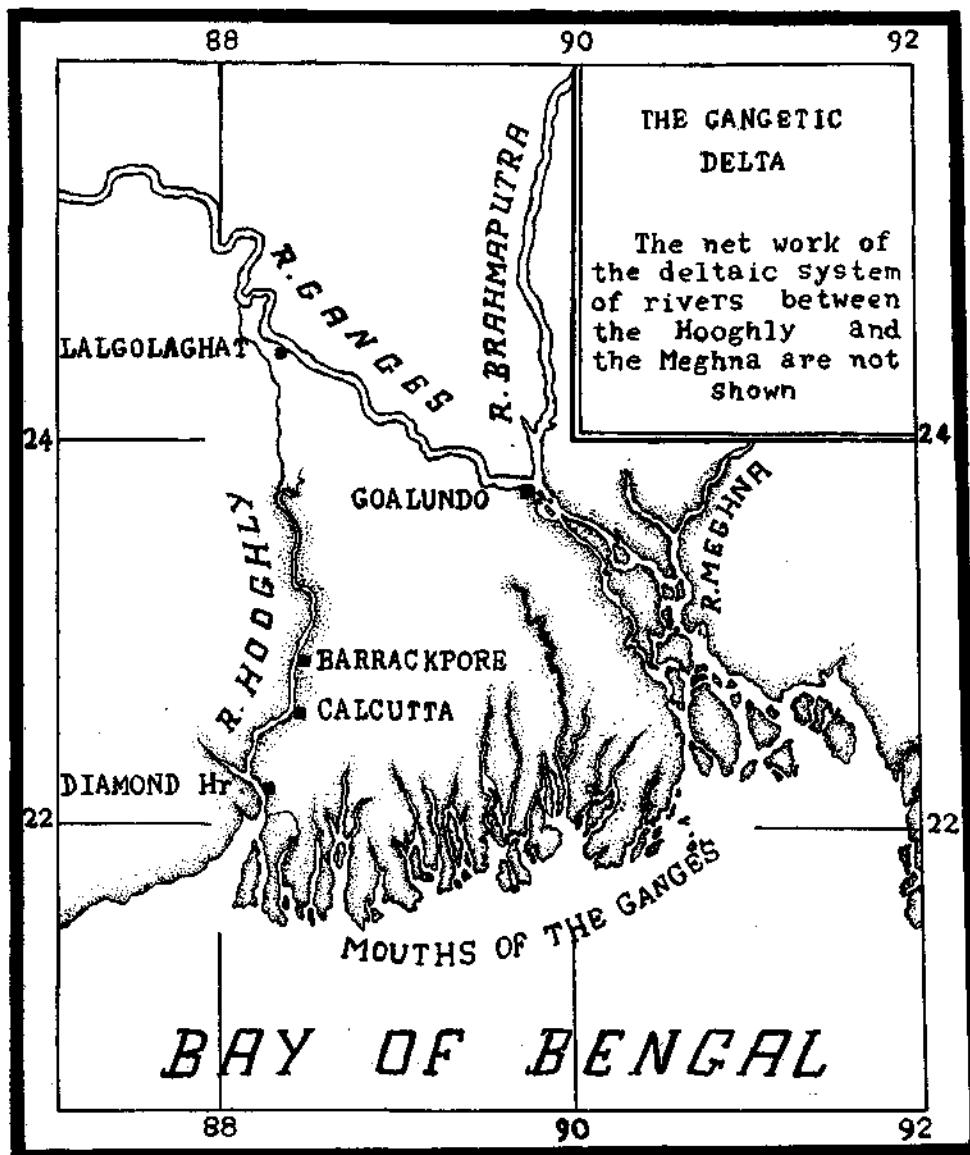 88 90 92
THE GANGETIC
DELTA
The net work of
the deltaic system
of rivers between
the Hooghly and
the Meghna are not
shown
R. GANGES
R. BRAHMAPUTRA
LALGOLAGHAT
24 24
GOALUNDO
R. MEGHNA
R. HOOGHLY
BARRACKPORE
CALCUTTA
DIAMOND Hr
22 22
MOUTHS OF THE GANGES
BAY OF BENGAL
88 90 92